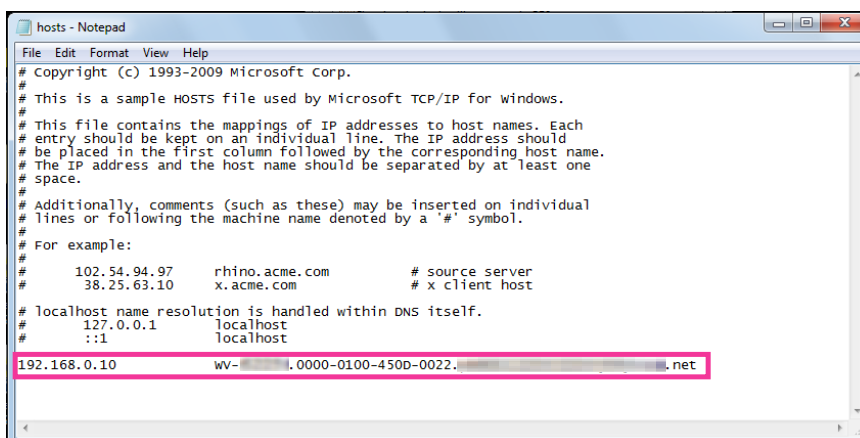 hosts - Notepad
File Edit Format View Help
# Copyright (c) 1993-2009 Microsoft Corp.
#
# This is a sample HOSTS file used by Microsoft TCP/IP for Windows.
#
# This file contains the mappings of IP addresses to host names. Each
# entry should be kept on an individual line. The IP address should
# be placed in the first column followed by the corresponding host name.
# The IP address and the host name should be separated by at least one
# space.
#
# Additionally, comments (such as these) may be inserted on individual
# lines or following the machine name denoted by a '#' symbol.
#
# For example:
#
# 102.54.94.97 rhino.acme.com # source server
# 38.25.63.10 x.acme.com # x client host
# localhost name resolution is handled within DNS itself.
# 127.0.0.1 localhost
# ::1 localhost
192.168.0.10 WV- .0000-0100-450D-0022. .net